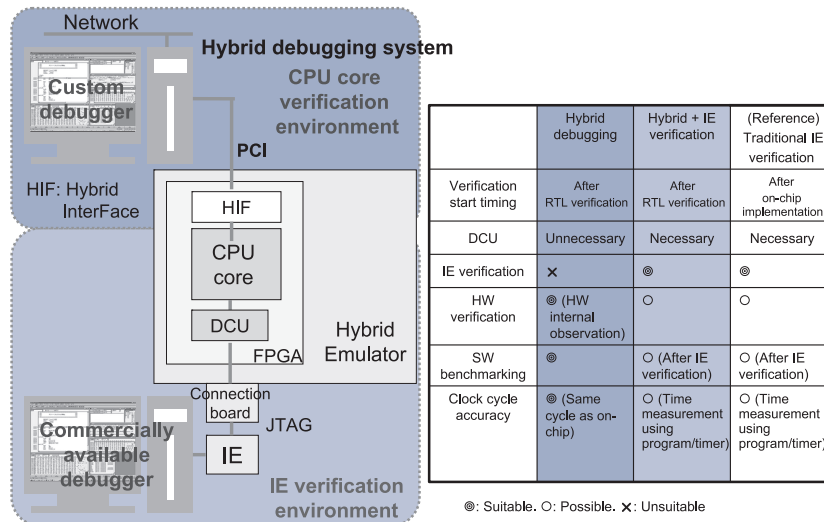 Network
Hybrid debugging system
Custom
debugger
CPU core
verification
environment
PCI
HIF: Hybrid
InterFace
HIF
CPU
core
DCU
FPGA
Hybrid
Emulator
Connection
board
JTAG
IE
Commercially
available
debugger
IE verification
environment
Hybrid
debugging
Hybrid + IE
verification
(Reference)
Traditional IE
verification
Verification
start timing
After
RTL verification
After
RTL verification
After
on-chip
implementation
DCU
Unnecessary
Necessary
Necessary
IE verification
×
◎
◎
HW
verification
◎ (HW
internal
observation)
○
○
SW
benchmarking
◎
○ (After IE
verification)
○ (After IE
verification)
Clock cycle
accuracy
◎ (Same
cycle as on-
chip)
○ (Time
measurement
using
program/timer)
○ (Time
measurement
using
program/timer)
◎: Suitable. ○: Possible. ×: Unsuitable